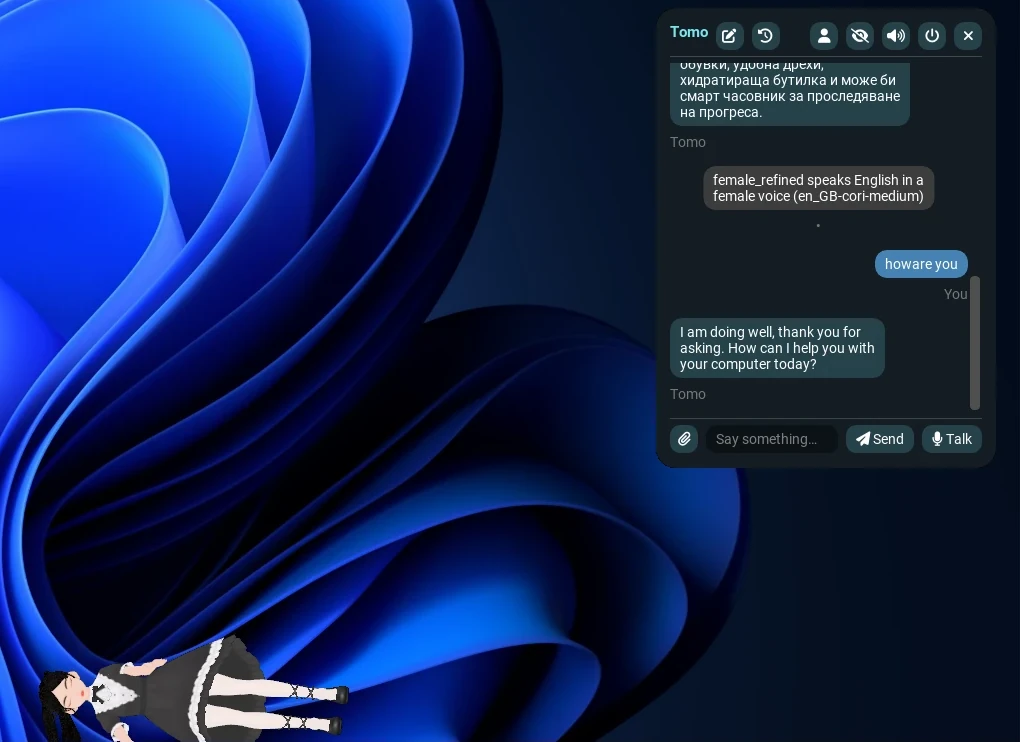 Tomo
обувки, удобна дрехи,
хидратираща бутилка и може би
смарт часовник за проследяване
на прогреса.
Tomo
female_refined speaks English in a
female voice (en_GB-cori-medium)
howare you
You
I am doing well, thank you for
asking. How can I help you with
your computer today?
Tomo
Say something...
Send
Talk